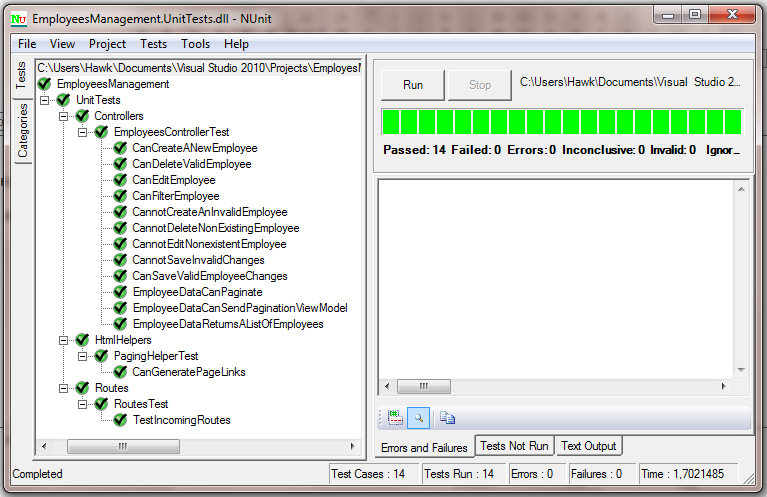 EmployeesManagement.UnitTests.dll - NUnit
File View Project Tests Tools Help
Tests
Categories
C:\Users\Hawk\Documents\Visual Studio 2010\Projects\EmployesM
EmployeesManagement
UnitTests
Controllers
EmployeesControllerTest
CanCreateANewEmployee
CanDeleteValidEmployee
CanEditEmployee
CanFilterEmployee
CannotCreateAnInvalidEmployee
CannotDeleteNonExistingEmployee
CannotEditNonexistentEmployee
CannotSaveInvalidChanges
CanSaveValidEmployeeChanges
EmployeeDataCanPaginate
EmployeeDataCanSendPaginationViewModel
EmployeeDataReturnsAListOfEmployees
HtmlHelpers
PagingHelperTest
CanGeneratePageLinks
Routes
RoutesTest
TestIncomingRoutes
Run Stop C:\Users\Hawk\Documents\Visual Studio 2...
Passed: 14 Failed: 0 Errors: 0 Inconclusive: 0 Invalid: 0 Ignor...
Errors and Failures Tests Not Run Text Output
Completed Test Cases : 14 Tests Run : 14 Errors : 0 Failures : 0 Time : 1,7021485